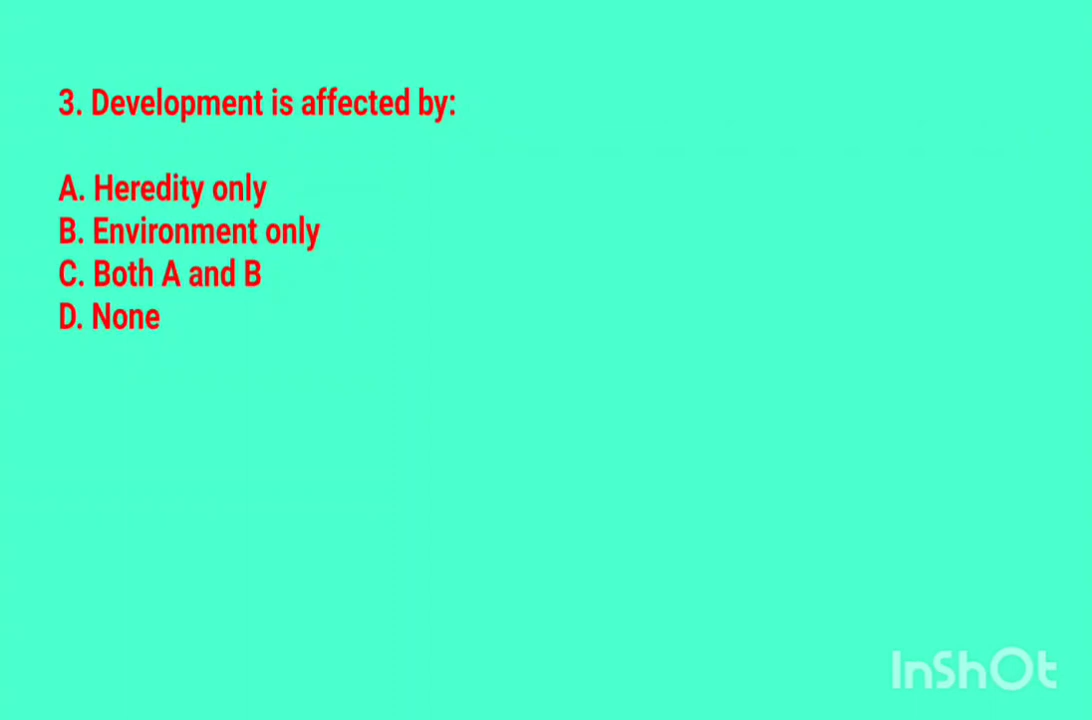 3. Development is affected by:
A. Heredity only
B. Environment only
C. Both A and B
D. None
InShOt